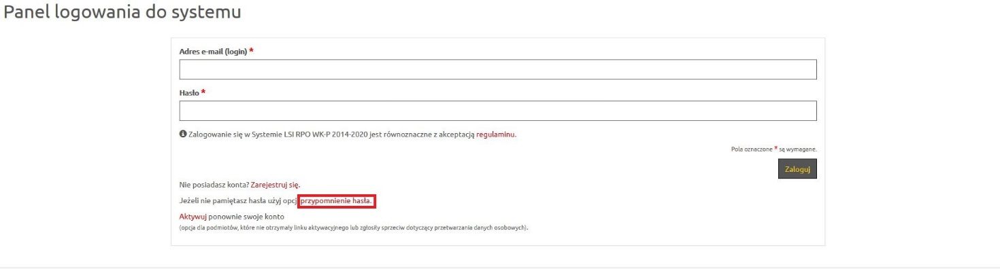 Panel logowania do systemu
Adres e-mail (login) *
Hasło *
Zalogowanie się w Systemie LSI RPO WK-P 2014-2020 jest równoznaczne z akceptacją regulaminu.
Pola oznaczone * są wymagane.
Zaloguj
Nie posiadasz konta? Zarejestruj się.
Jeżeli nie pamiętasz hasła użyj opcji przypomnienie hasła.
Aktywuj ponownie swoje konto
(opcja dla podmiotów, które nie otrzymały linku aktywacyjnego lub zgłosiły sprzeciw dotyczący przetwarzania danych osobowych).